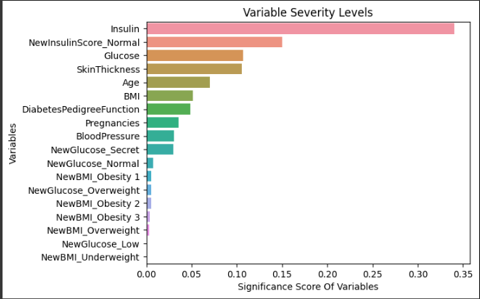 Variable Severity Levels
Insulin
NewInsulinScore_Normal
Glucose
SkinThickness
Age
BMI
DiabetesPedigreeFunction
Pregnancies
BloodPressure
NewGlucose_Secret
NewGlucose_Normal
NewBMI_Obesity 1
NewGlucose_Overweight
NewBMI_Obesity 2
NewBMI_Obesity 3
NewBMI_Overweight
NewGlucose_Low
NewBMI_Underweight
Variables
0.00 0.05 0.10 0.15 0.20 0.25 0.30 0.35
Significance Score Of Variables